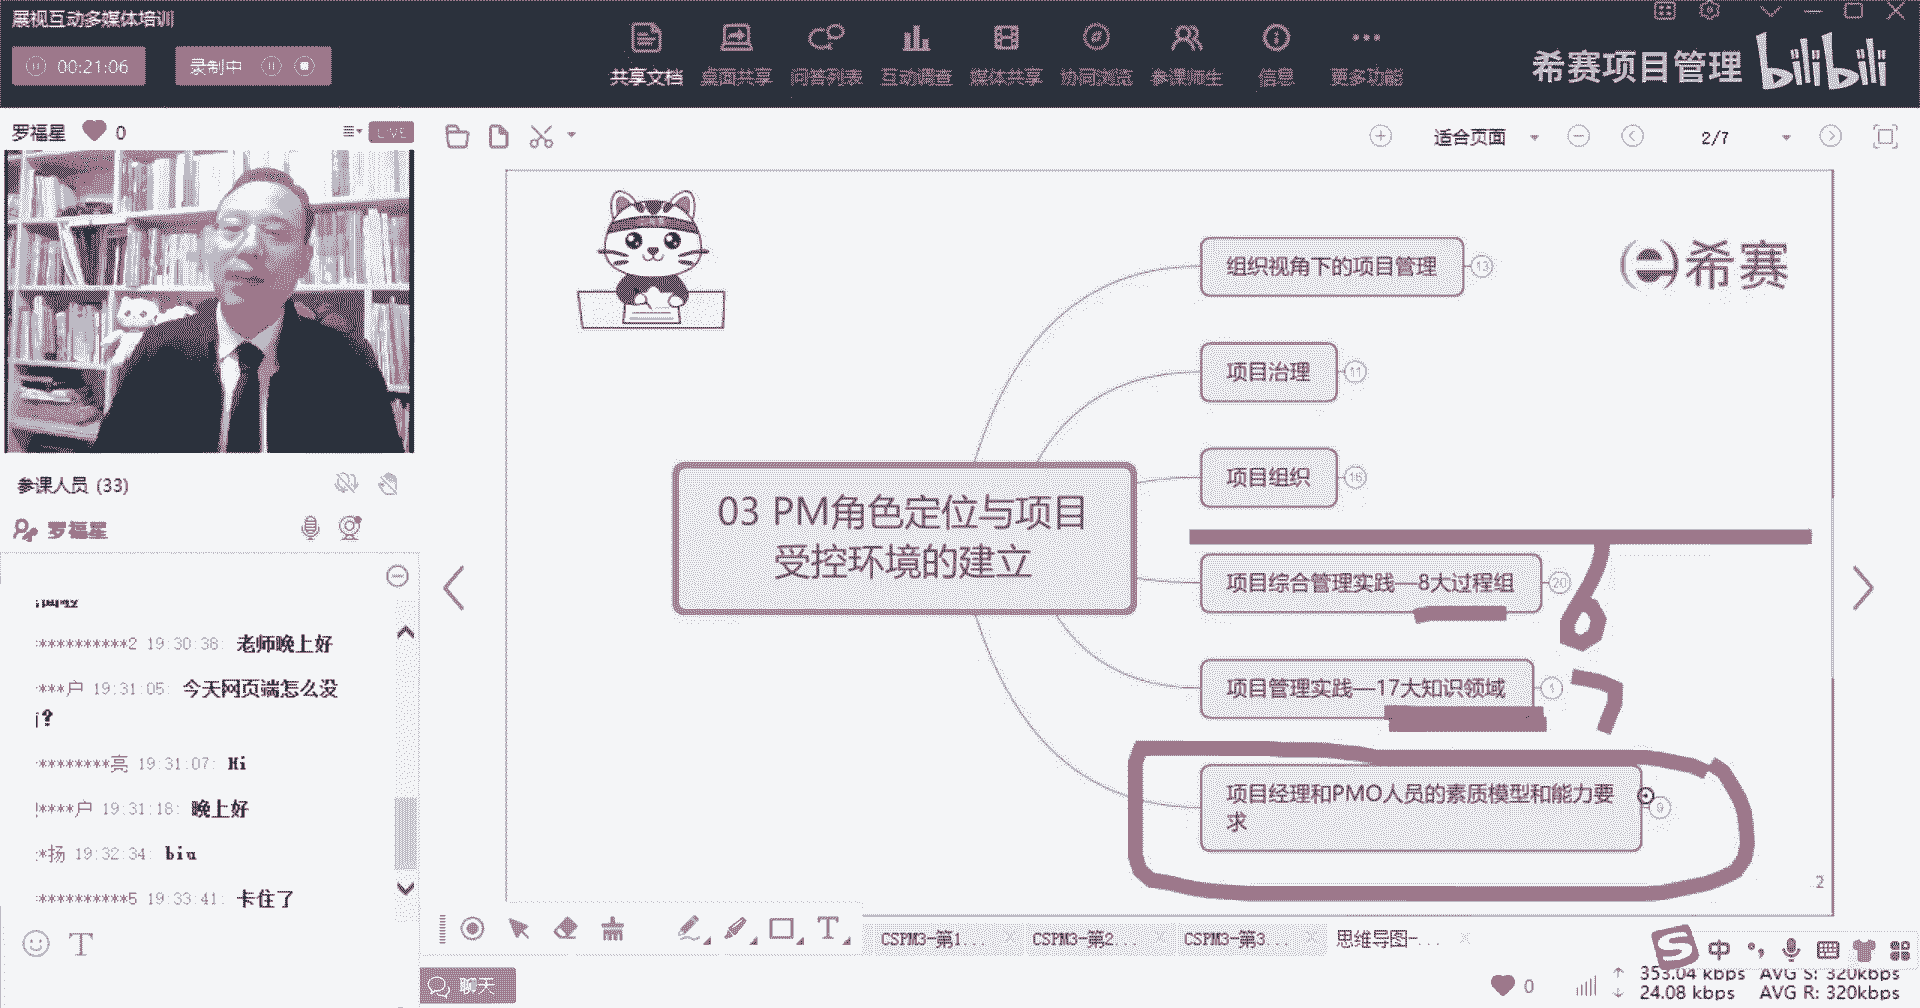 展视互动多媒体培训
00:21:06
录制中
共享文档 桌面共享 问答列表 互动调查 媒体共享 协同浏览 参课师生 信息 更多功能
希赛项目管理 bilibili
罗福星 0
LIVE
适合页面
2/7
参课人员 (33)
罗福星
2 19:30:38: 老师晚上好
户 19:31:05: 今天网页端怎么没
?
亮 19:31:07: Hi
户 19:31:18: 晚上好
扬 19:32:34: biu
5 19:33:41: 卡住了
T
聊天
希赛
03 PM角色定位与项目
受控环境的建立
组织视角下的项目管理 13
项目治理 11
项目组织 16
项目综合管理实践—8大过程组 20
6
项目管理实践—17大知识领域 1
7
项目经理和PMO人员的素质模型和能力要
求
9
2
T
CSPM3-第1... CSPM3-第2... CSPM3-第3... 思维导图-...
S 中
0
353.04 kbps AVG S: 320kbps
24.08 kbps AVG R: 320kbps